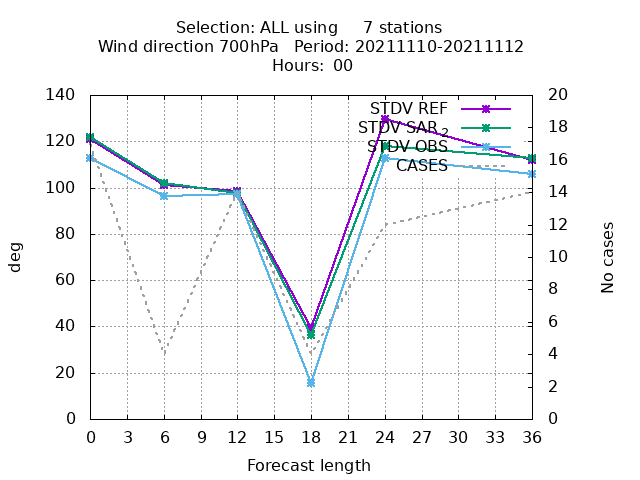 Selection: ALL using 7 stations
Wind direction 700hPa Period: 20211110-20211112
Hours: 00
STDV REF
STDV SAR 2
STDV OBS
CASES
140
120
100
80
60
40
20
0
20
18
16
14
12
10
8
6
4
2
0
deg
No cases
0 3 6 9 12 15 18 21 24 27 30 33 36
Forecast length